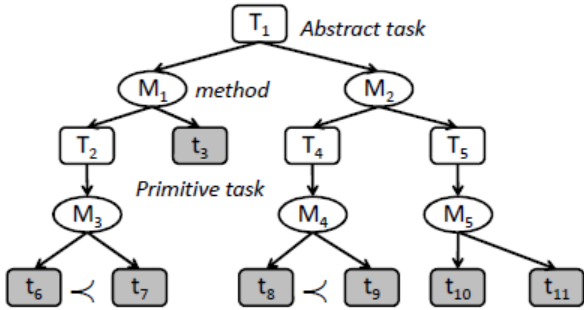 T₁ Abstract task
M₁ method M₂
T₂ t₃ T₄ T₅
Primitive task
M₃ M₄ M₅
t₆ ≺ t₇ t₈ ≺ t₉ t₁₀ t₁₁